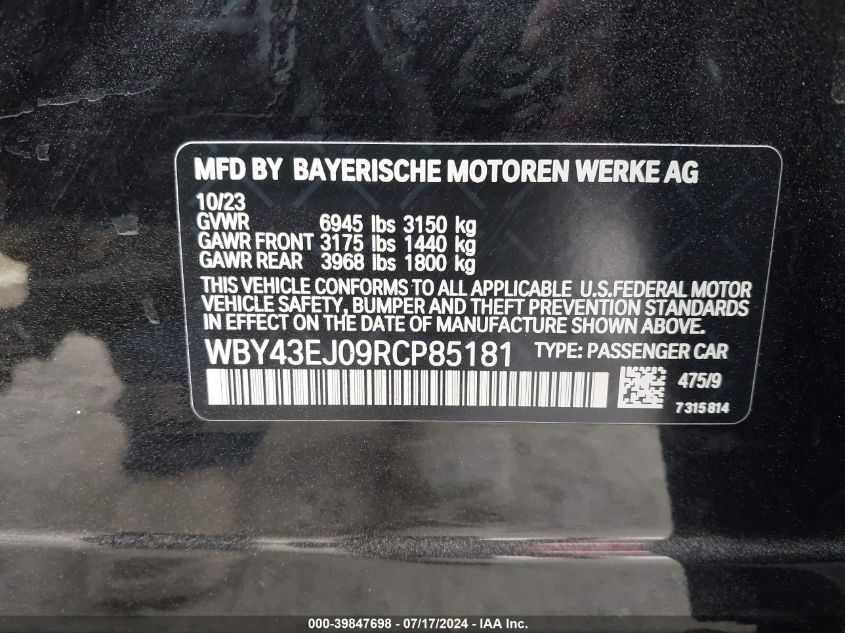 MFD BY BAYERISCHE MOTOREN WERKE AG
10/23
GVWR 6945 lbs 3150 kg
GAWR FRONT 3175 lbs 1440 kg
GAWR REAR 3968 lbs 1800 kg
THIS VEHICLE CONFORMS TO ALL APPLICABLE U.S.FEDERAL MOTOR
VEHICLE SAFETY, BUMPER AND THEFT PREVENTION STANDARDS
IN EFFECT ON THE DATE OF MANUFACTURE SHOWN ABOVE.
WBY43EJ09RCP85181 TYPE: PASSENGER CAR
475/9
7315814
000-39847698 - 07/17/2024 - IAA Inc.